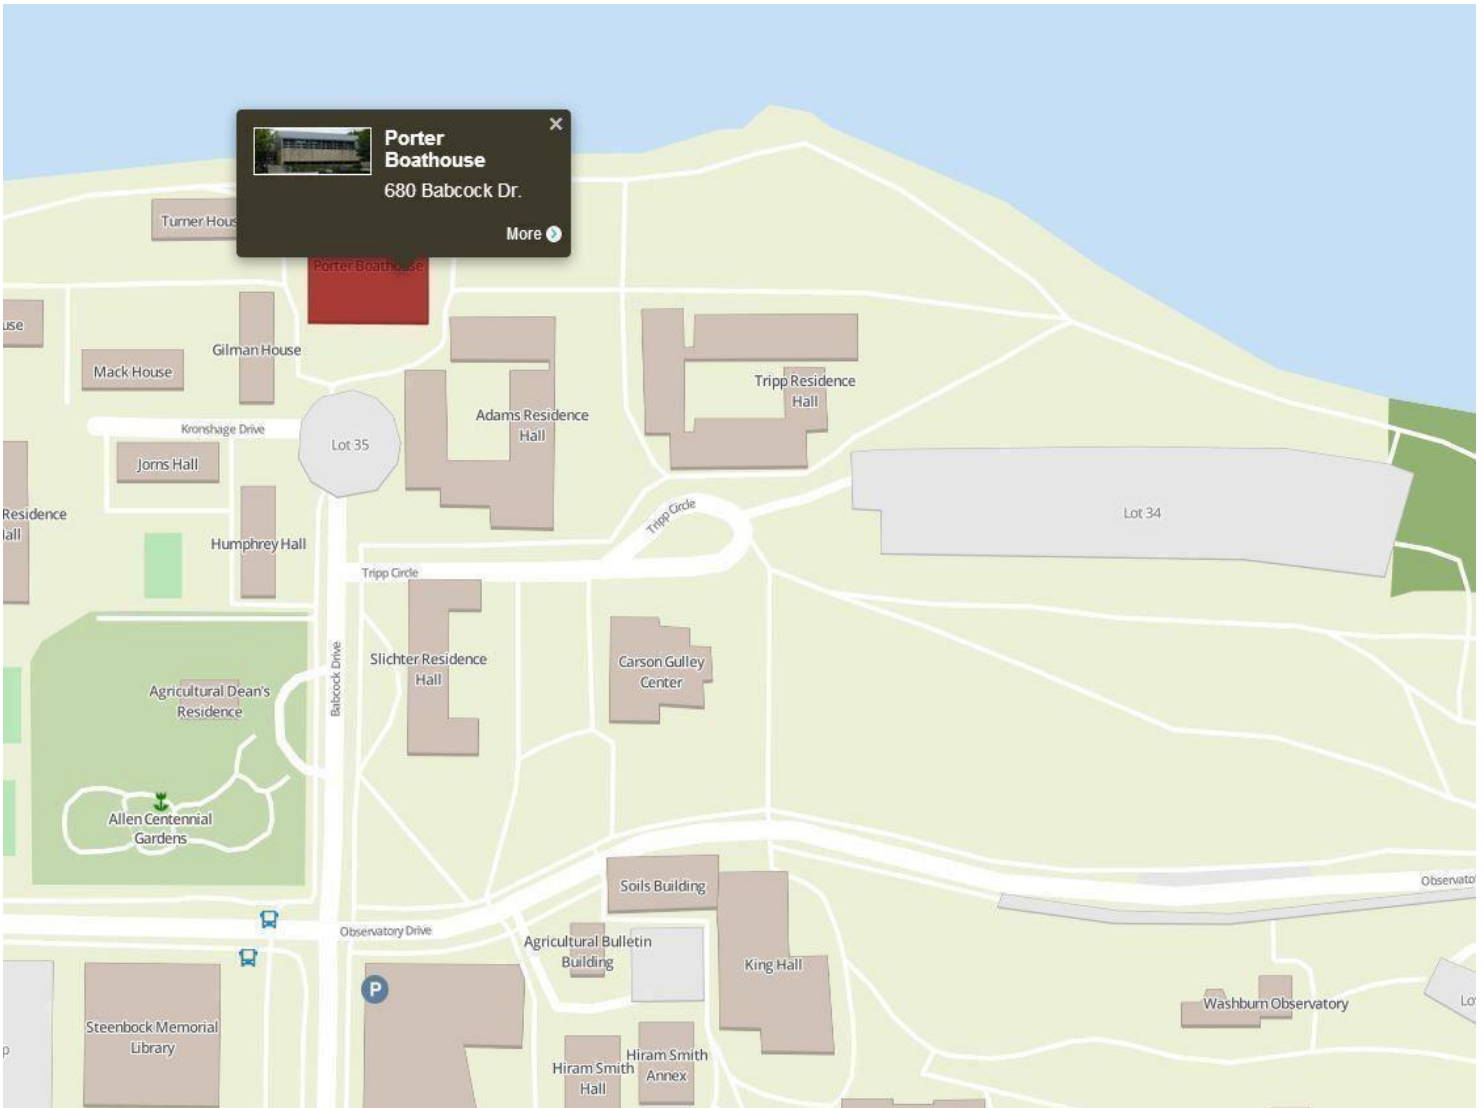 Porter
Boathouse
680 Babcock Dr.
More
Turner Hous
Porter Boathouse
use
Gilman House
Mack House
Tripp Residence
Hall
Adams Residence
Hall
Kronshage Drive
Lot 35
Jorns Hall
Residence
Hall
Tripp Circle
Lot 34
Humphrey Hall
Tripp Circle
Babcock Drive
Slichter Residence
Hall
Carson Gulley
Center
Agricultural Dean's
Residence
Allen Centennial
Gardens
Soils Building
Observato
Observatory Drive
Agricultural Bulletin
Building
King Hall
P
Washburn Observatory
Lo
Steenbock Memorial
Library
p
Hiram Smith
Hall
Hiram Smith
Annex